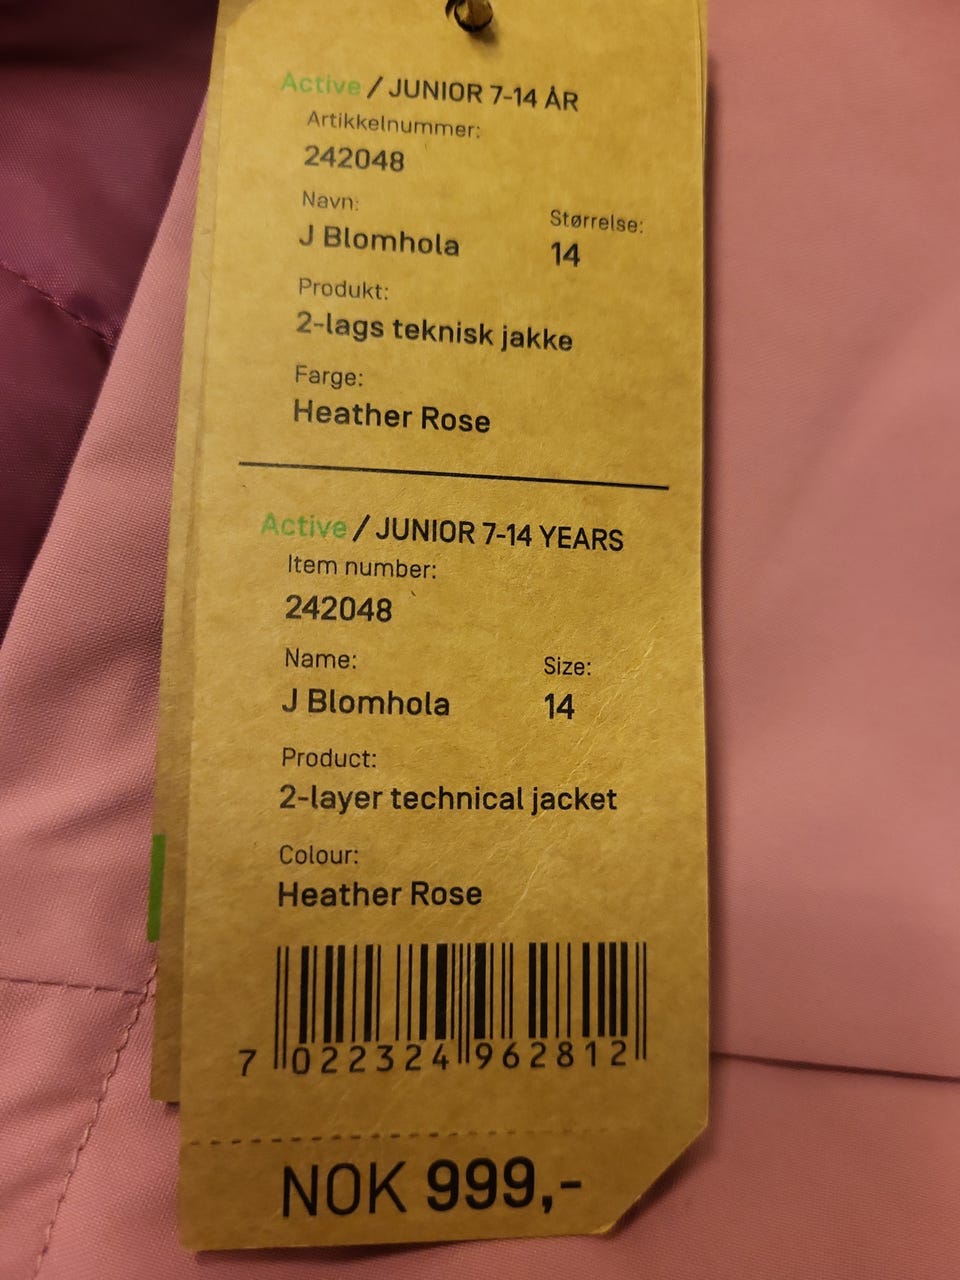 Active / JUNIOR 7-14 ÅR
Artikkelnummer:
242048
Navn:
J Blomhola
Størrelse:
14
Produkt:
2-lags teknisk jakke
Farge:
Heather Rose
Active / JUNIOR 7-14 YEARS
Item number:
242048
Name:
J Blomhola
Size:
14
Product:
2-layer technical jacket
Colour:
Heather Rose
7 022324 962812
NOK 999,-